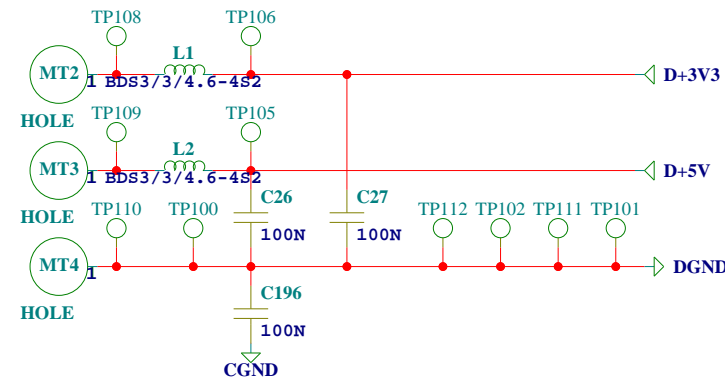 TP108
TP106
L1
MT2
1 BDS3/3/4.6-4S2
D+3V3
HOLE
TP109
TP105
L2
MT3
1 BDS3/3/4.6-4S2
D+5V
HOLE
TP110
TP100
C26
C27
TP112
TP102
TP111
TP101
100N
100N
MT4
1
DGND
HOLE
C196
100N
CGND